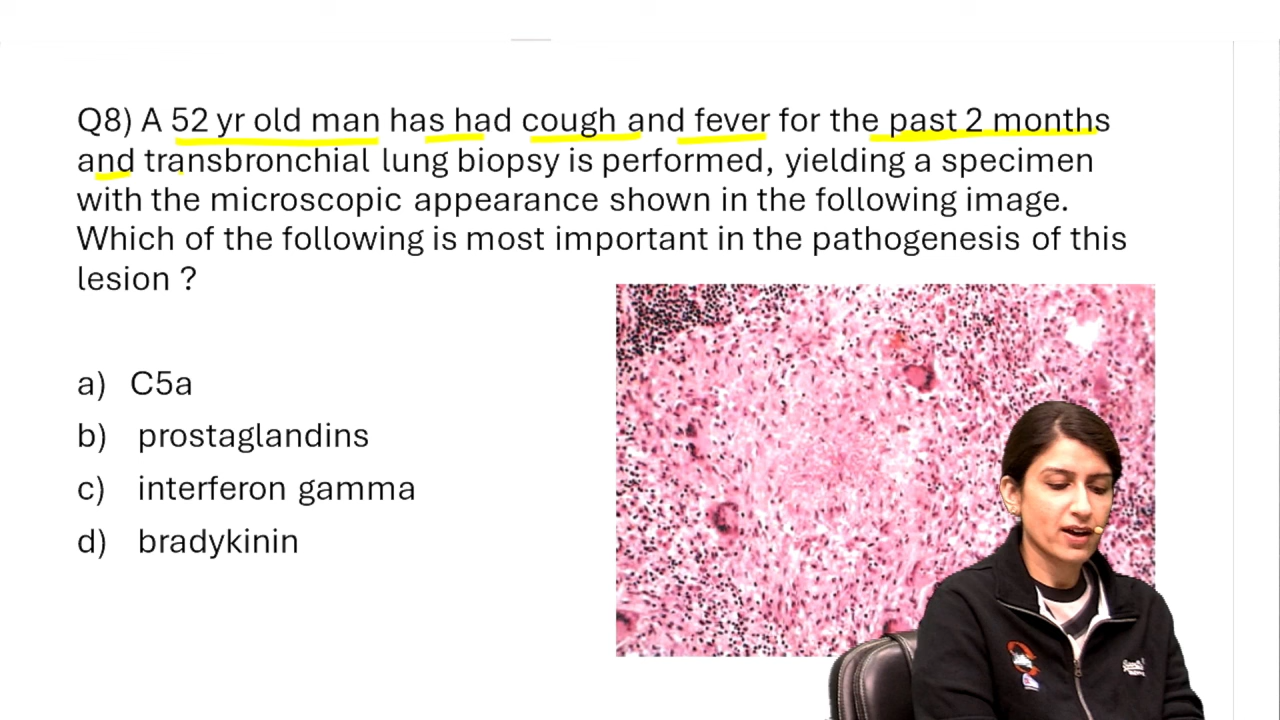 Q8) A 52 yr old man has had cough and fever for the past 2 months
and transbronchial lung biopsy is performed, yielding a specimen
with the microscopic appearance shown in the following image.
Which of the following is most important in the pathogenesis of this
lesion ?
a) C5a
b) prostaglandins
c) interferon gamma
d) bradykinin